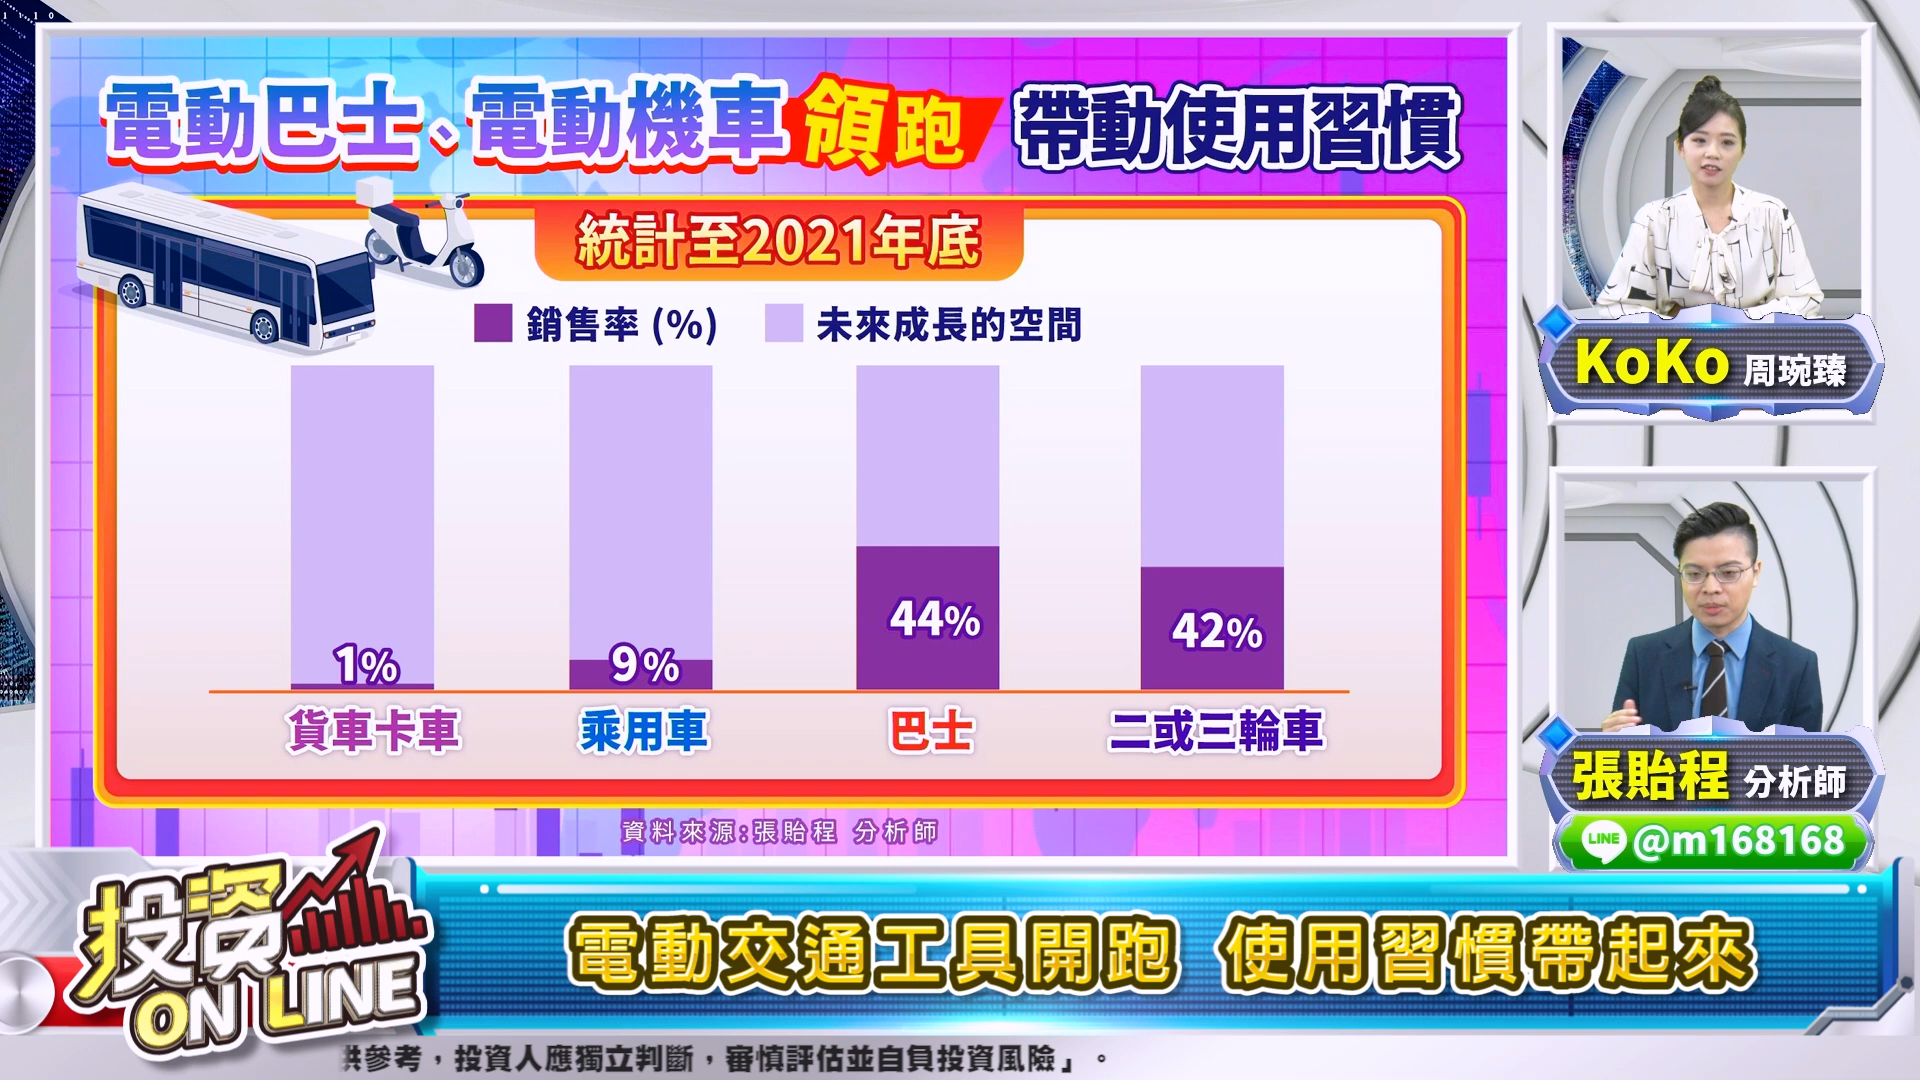 電動巴士、電動機車領跑 帶動使用習慣
統計至2021年底
銷售率 (%) 未來成長的空間
1% 9% 44% 42%
貨車卡車 乘用車 巴士 二或三輪車
資料來源:張貽程 分析師
KoKo 周琬臻
張貽程 分析師
LINE @m168168
投資
ON LINE
電動交通工具開跑 使用習慣帶起來
供參考，投資人應獨立判斷，審慎評估並自負投資風險」。